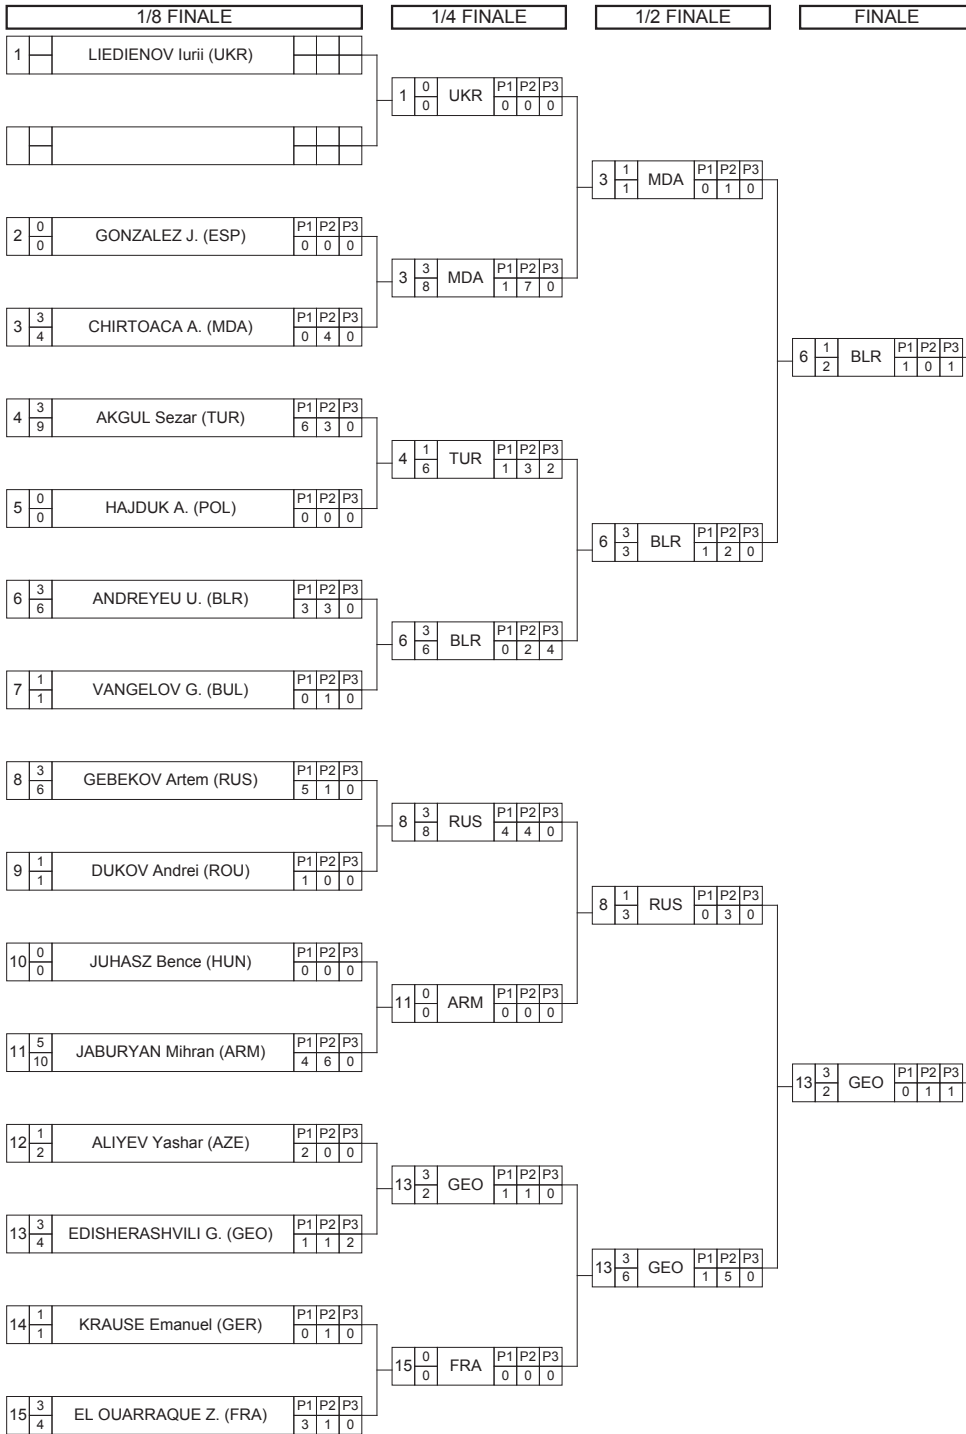 1/8 FINALE
1/4 FINALE
1/2 FINALE
FINALE
1 LIEDIENOV Iurii (UKR)
1 0 UKR P1 P2 P3
0 0 0 0
3 1 MDA P1 P2 P3
1 0 1 0
2 0 GONZALEZ J. (ESP) P1 P2 P3
0 0 0 0
3 3 MDA P1 P2 P3
8 1 7 0
3 3 CHIRTOACA A. (MDA) P1 P2 P3
4 0 4 0
6 1 BLR P1 P2 P3
2 1 0 1
4 3 AKGUL Sezar (TUR) P1 P2 P3
9 6 3 0
4 1 TUR P1 P2 P3
6 1 3 2
5 0 HAJDUK A. (POL) P1 P2 P3
0 0 0 0
6 3 BLR P1 P2 P3
3 1 2 0
6 3 ANDREYEU U. (BLR) P1 P2 P3
6 3 3 0
6 3 BLR P1 P2 P3
6 0 2 4
7 1 VANGELOV G. (BUL) P1 P2 P3
1 0 1 0
8 3 GEBEKOV Artem (RUS) P1 P2 P3
6 5 1 0
8 3 RUS P1 P2 P3
8 4 4 0
9 1 DUKOV Andrei (ROU) P1 P2 P3
1 1 0 0
8 1 RUS P1 P2 P3
3 0 3 0
10 0 JUHASZ Bence (HUN) P1 P2 P3
0 0 0 0
11 0 ARM P1 P2 P3
0 0 0 0
11 5 JABURYAN Mihran (ARM) P1 P2 P3
10 4 6 0
13 3 GEO P1 P2 P3
2 0 1 1
12 1 ALIYEV Yashar (AZE) P1 P2 P3
2 2 0 0
13 3 GEO P1 P2 P3
2 1 1 0
13 3 EDISHERASHVILI G. (GEO) P1 P2 P3
4 1 1 2
13 3 GEO P1 P2 P3
6 1 5 0
14 1 KRAUSE Emanuel (GER) P1 P2 P3
1 0 1 0
15 0 FRA P1 P2 P3
0 0 0 0
15 3 EL OUARRAQUE Z. (FRA) P1 P2 P3
4 3 1 0